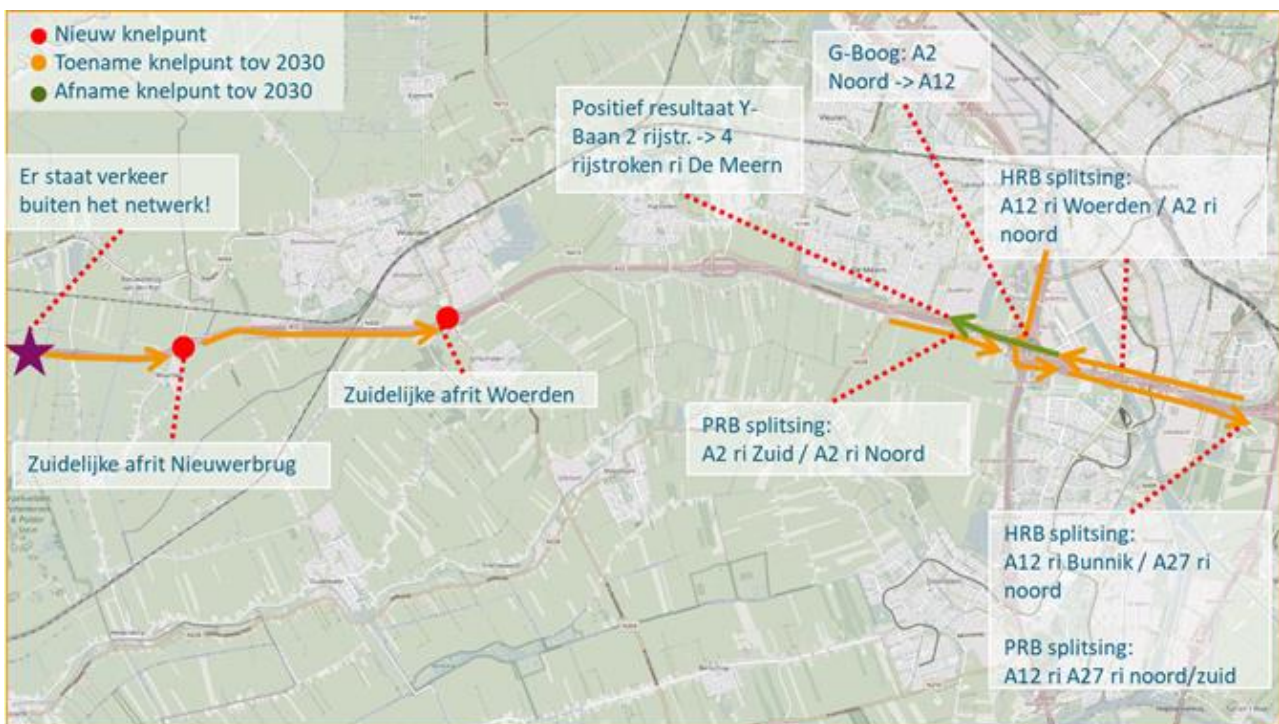 Nieuw knelpunt
Toename knelpunt tov 2030
Afname knelpunt tov 2030
Er staat verkeer
buiten het netwerk!
Positief resultaat Y-
Baan 2 rijstr. -> 4
rijstroken ri De Meern
G-Boog: A2
Noord -> A12
HRB splitsing:
A12 ri Woerden / A2 ri
noord
Zuidelijke afrit Woerden
Zuidelijke afrit Nieuwerbrug
PRB splitsing:
A2 ri Zuid / A2 ri Noord
HRB splitsing:
A12 ri Bunnik / A27 ri
noord
PRB splitsing:
A12 ri A27 ri noord/zuid
Woerden
De Meern